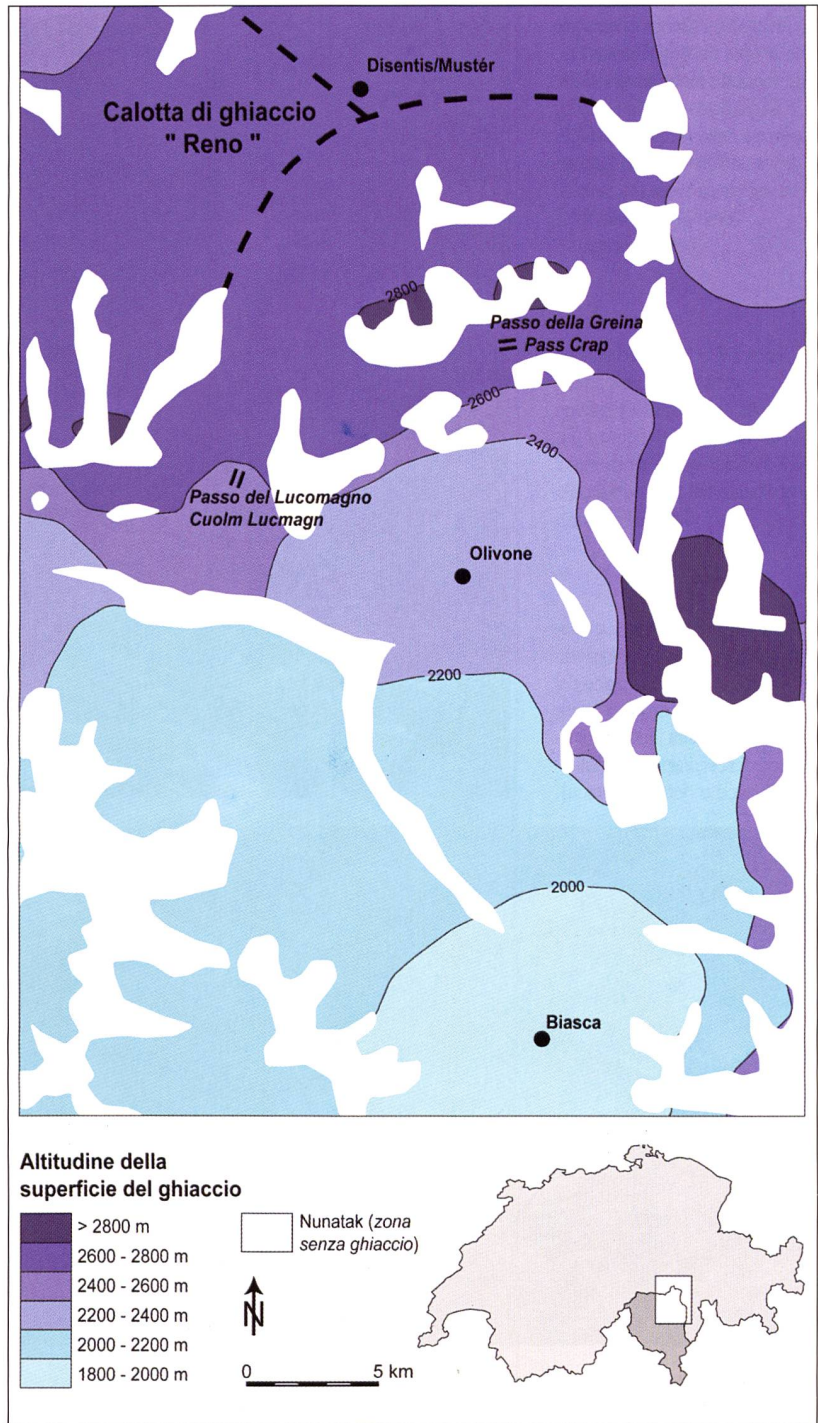 Disentis/Mustér
Calotta di ghiaccio
" Reno "
2800
Passo della Greina
Pass Crap
2600
2400
Passo del Lucomagno
Cuolm Lucmagn
Olivone
2200
2000
Biasca
Altitudine della
superficie del ghiaccio
> 2800 m
2600 - 2800 m
2400 - 2600 m
2200 - 2400 m
2000 - 2200 m
1800 - 2000 m
Nunatak (zona
senza ghiaccio)
N
0 5 km